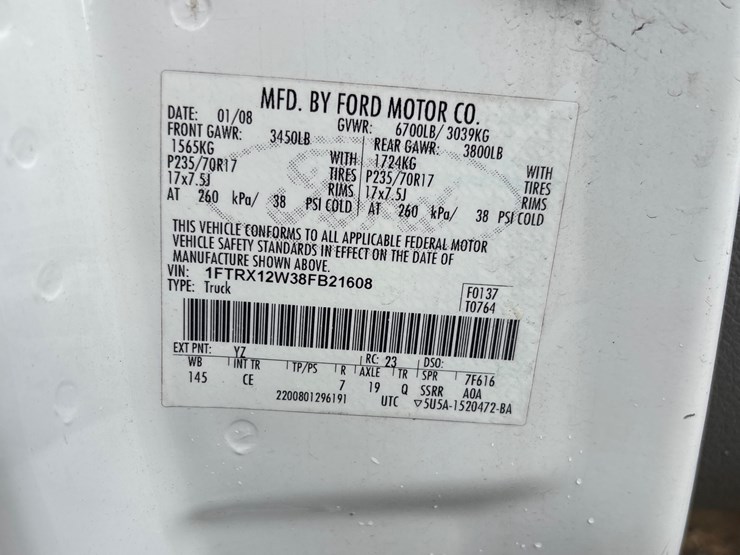 MFD. BY FORD MOTOR CO.
DATE: 01/08 GVWR: 6700LB/ 3039KG
FRONT GAWR: 3450LB REAR GAWR: 3800LB
1565KG WITH 1724KG WITH
P235/70R17 TIRES P235/70R17 TIRES
17x7.5J RIMS 17x7.5J RIMS
AT 260 kPa/ 38 PSI COLD AT 260 kPa/ 38 PSI COLD
THIS VEHICLE CONFORMS TO ALL APPLICABLE FEDERAL MOTOR
VEHICLE SAFETY STANDARDS IN EFFECT ON THE DATE OF
MANUFACTURE SHOWN ABOVE.
VIN: 1FTRX12W38FB21608 F0137
TYPE: Truck T0764
EXT PNT: YZ RC: 23 DSO:
WB INT TR TP/PS R AXLE TR SPR 7F616
145 CE 7 19 Q SSRR A0A
2200801296191 UTC ▽5U5A-1520472-BA
Ford